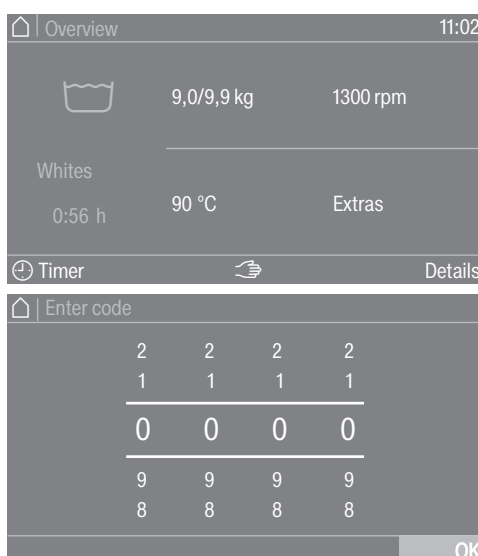 Overview 11:02
9,0/9,9 kg 1300 rpm
Whites
90 °C Extras
0:56 h
Timer Details
Enter code
2 2 2 2
1 1 1 1
0 0 0 0
9 9 9 9
8 8 8 8
OK